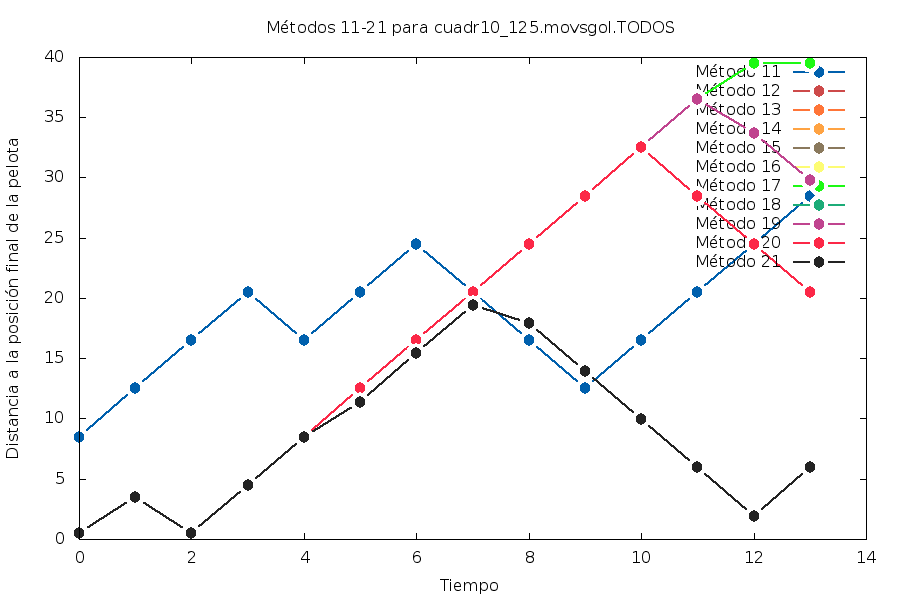 Métodos 11-21 para cuadr10_125.movsgol.TODOS
Distancia a la posición final de la pelota
40
35
30
25
20
15
10
5
0
0 2 4 6 8 10 12 14
Tiempo
Método 11
Método 12
Método 13
Método 14
Método 15
Método 16
Método 17
Método 18
Método 19
Método 20
Método 21